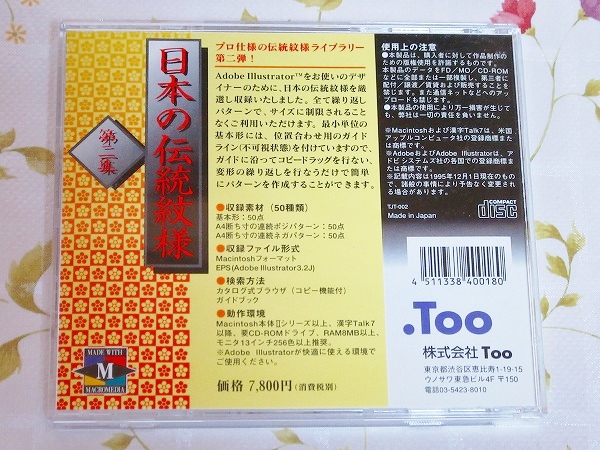 日本の伝統紋様
第二集
プロ仕様の伝統紋様ライブラリー
第二弾！
Adobe Illustrator™をお使いのデザ
イナーのために、日本の伝統紋様を厳
選し収録いたしました。全て繰り返し
パターンで、サイズに制限されること
なくご利用いただけます。最小単位の
基本形には、位置合わせ用のガイド
ライン(不可視状態)を付けていますので、
ガイドに沿ってコピードラッグを行ない、
変形の繰り返しを行なうだけで簡単
にパターンを作成することができます。
●収録素材（50種類）
基本形：50点
A4断ち寸の連続ポジパターン：50点
A4断ち寸の連続ネガパターン：50点
●収録ファイル形式
Macintoshフォーマット
EPS(Adobe Illustrator3.2J)
●検索方法
カタログ式ブラウザ（コピー機能付）
ガイドブック
●動作環境
Macintosh本体Ⅱシリーズ以上、漢字Talk7
以降、要CD-ROMドライブ、RAM8MB以上、
モニタ13インチ256色以上推奨。
※Adobe Illustratorが快適に使える環境で
ご使用ください。
価格 7,800円(消費税別)
MADE WITH
M
MACROMEDIA
使用上の注意
●本製品は、購入者に対して作品制作のた
めの版権使用を許諾するものです。
本製品のデータをFD／MO／CD-ROM
などに全部または一部複製し、第三者に
配付／譲渡／賃貸および販売することを
禁じます。また通信ネットなどへのアッ
プロードも禁じます。
●本製品の使用により万一損害が生じて
も、弊社は一切の責任を負いません。
※Macintoshおよび漢字Talk7は、米国
アップルコンピュータ社の登録商標また
は商標です。
※AdobeおよびAdobe Illustratorは、ア
ドビシステムズ社の各国での登録商標ま
たは商標です。
※記載内容は1995年12月1日現在のもの
で、諸般の事情により予告なく変更され
る場合があります。
TJT-002
Made in Japan
COMPACT
disc
4 511338 400180
.Too
株式会社 Too
東京都渋谷区恵比寿1-19-15
ウノサワ東急ビル4F 〒150
電話03-5423-8010